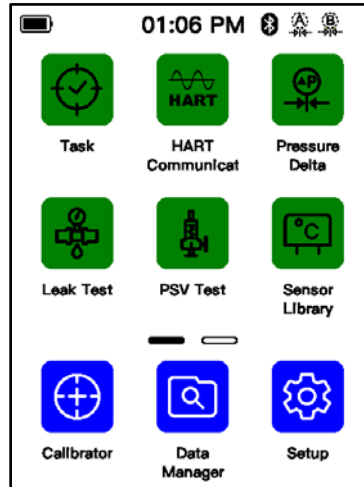 01:06 PM A B
HART
ΔP
Task
HART
Communicat
Pressure
Delta
°C
Leak Test
PSV Test
Sensor
Library
Calibrator
Data
Manager
Setup